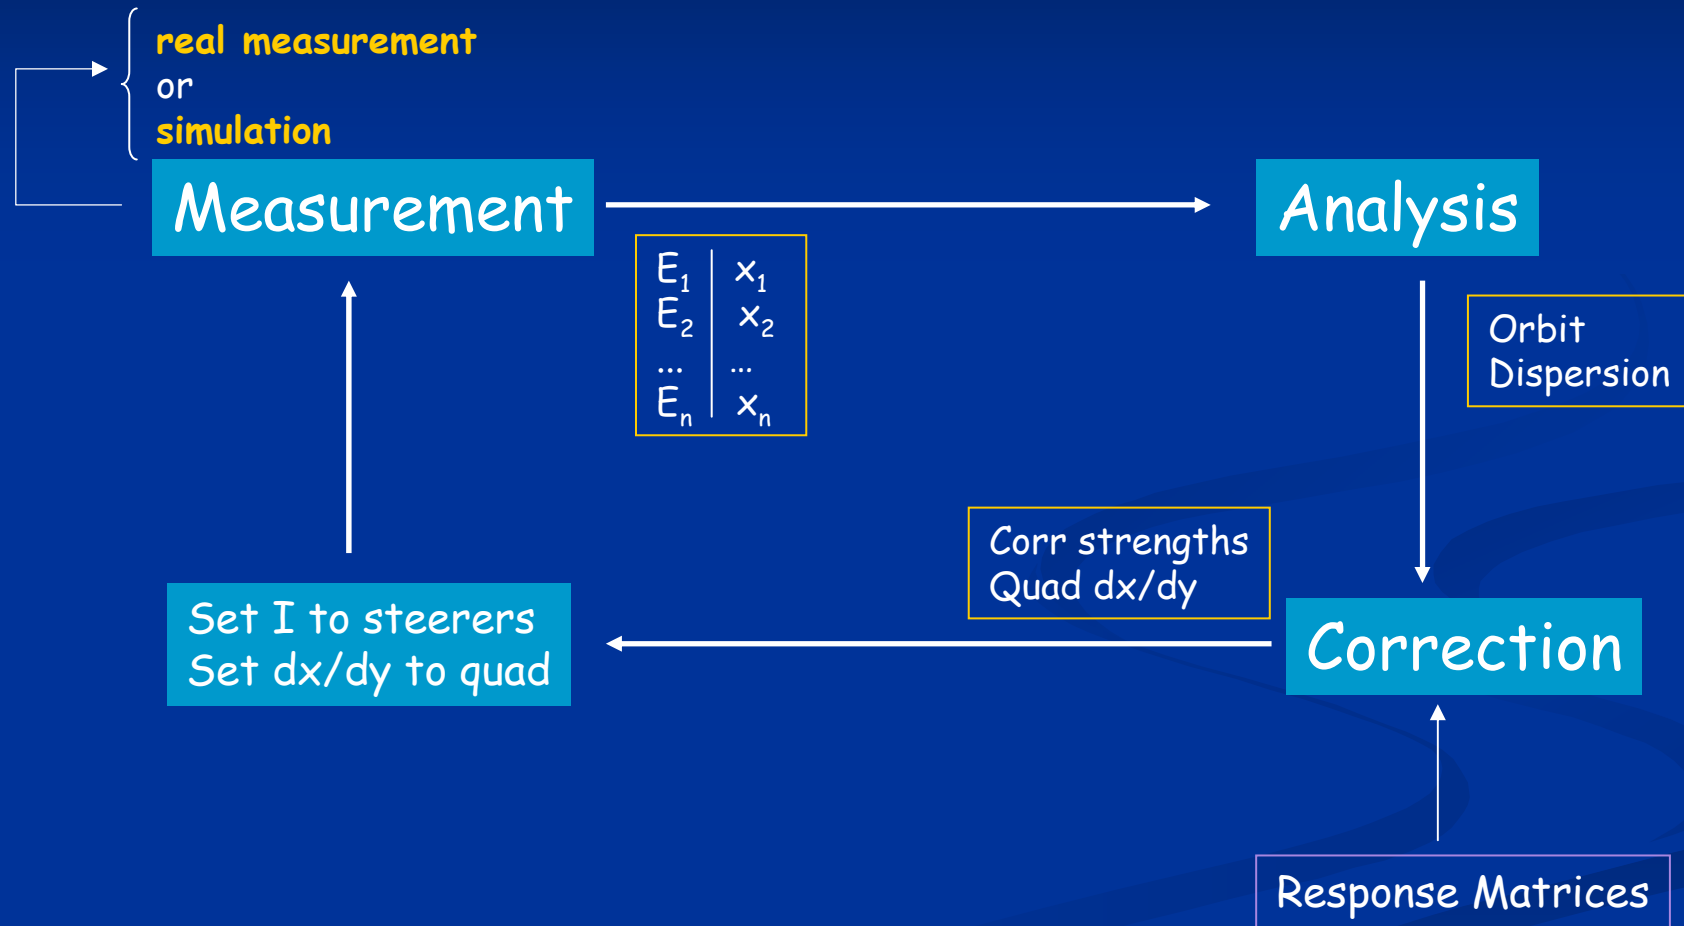 real measurement
or
simulation
Measurement
Analysis
E₁ x₁
E₂ x₂
... ...
Eₙ xₙ
Orbit
Dispersion
Corr strengths
Quad dx/dy
Set I to steerers
Set dx/dy to quad
Correction
Response Matrices